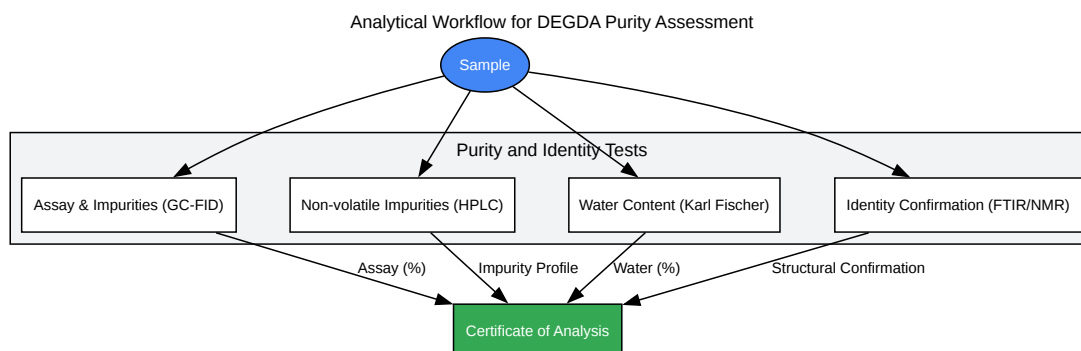 Analytical Workflow for DEGDA Purity Assessment
Sample
Purity and Identity Tests
Assay & Impurities (GC-FID)
Non-volatile Impurities (HPLC)
Water Content (Karl Fischer)
Identity Confirmation (FTIR/NMR)
Assay (%)
Impurity Profile
Water (%)
Structural Confirmation
Certificate of Analysis